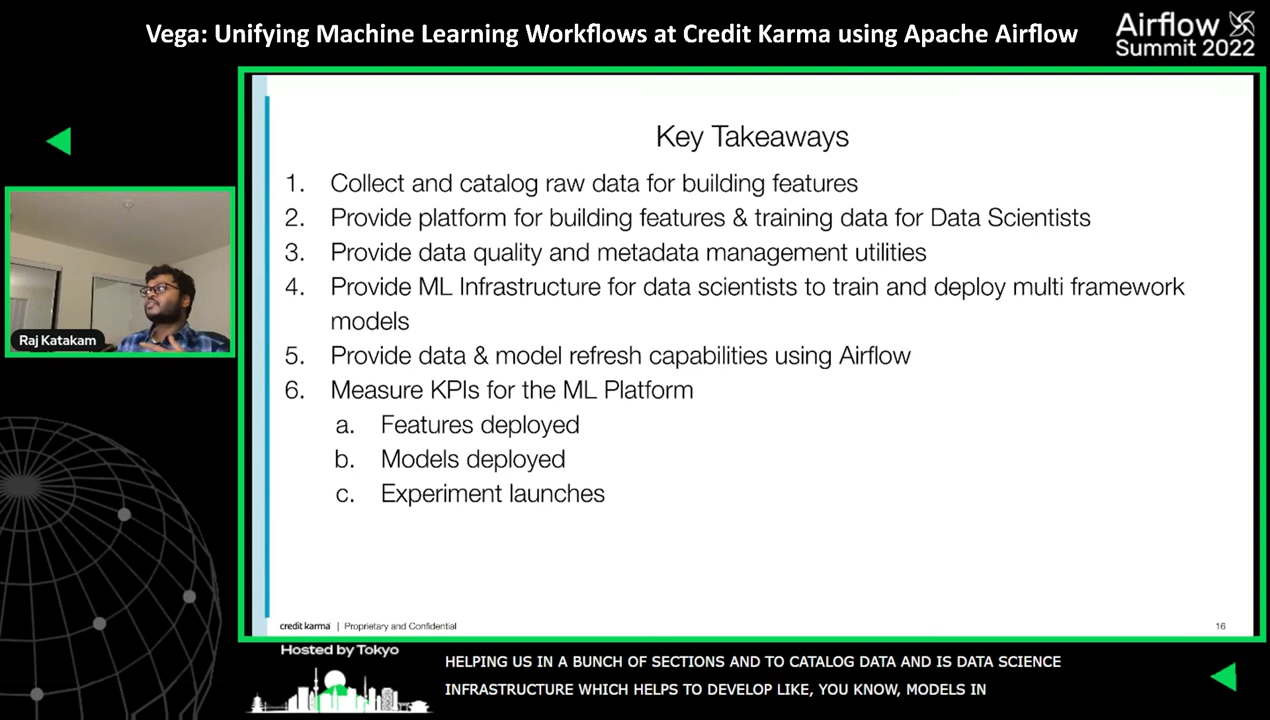 Vega: Unifying Machine Learning Workflows at Credit Karma using Apache Airflow
Airflow
Summit 2022
Key Takeaways
1. Collect and catalog raw data for building features
2. Provide platform for building features & training data for Data Scientists
3. Provide data quality and metadata management utilities
4. Provide ML Infrastructure for data scientists to train and deploy multi framework
models
5. Provide data & model refresh capabilities using Airflow
6. Measure KPIs for the ML Platform
a. Features deployed
b. Models deployed
c. Experiment launches
Raj Katakam
credit karma | Proprietary and Confidential
16
Hosted by Tokyo
HELPING US IN A BUNCH OF SECTIONS AND TO CATALOG DATA AND IS DATA SCIENCE
INFRASTRUCTURE WHICH HELPS TO DEVELOP LIKE, YOU KNOW, MODELS IN